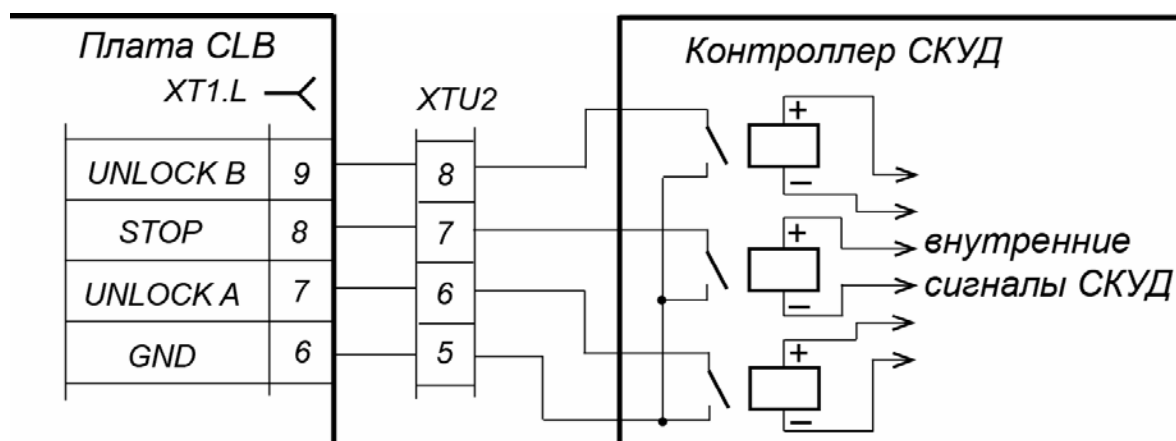 Плата CLB
Контроллер СКУД
XT1.L
XTU2
+
UNLOCK B 9 8
–
STOP 8 7
+
внутренние
UNLOCK A 7 6
сигналы СКУД
–
GND 6 5
+
–